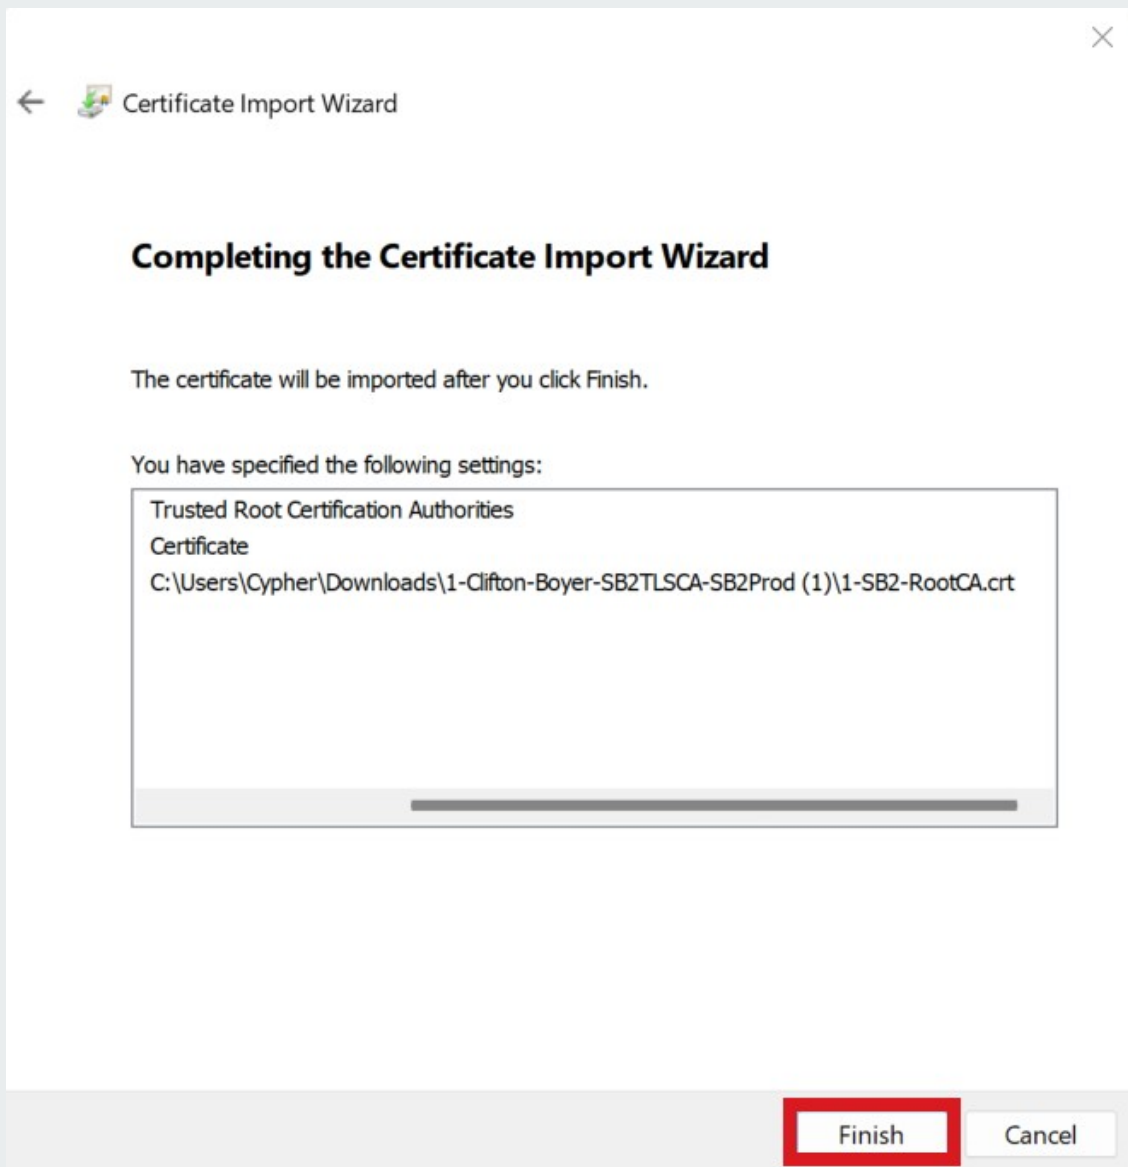 Certificate Import Wizard
Completing the Certificate Import Wizard
The certificate will be imported after you click Finish.
You have specified the following settings:
Trusted Root Certification Authorities
Certificate
C:\Users\Cypher\Downloads\1-Clifton-Boyer-SB2TLSCA-SB2Prod (1)\1-SB2-RootCA.crt
Finish
Cancel